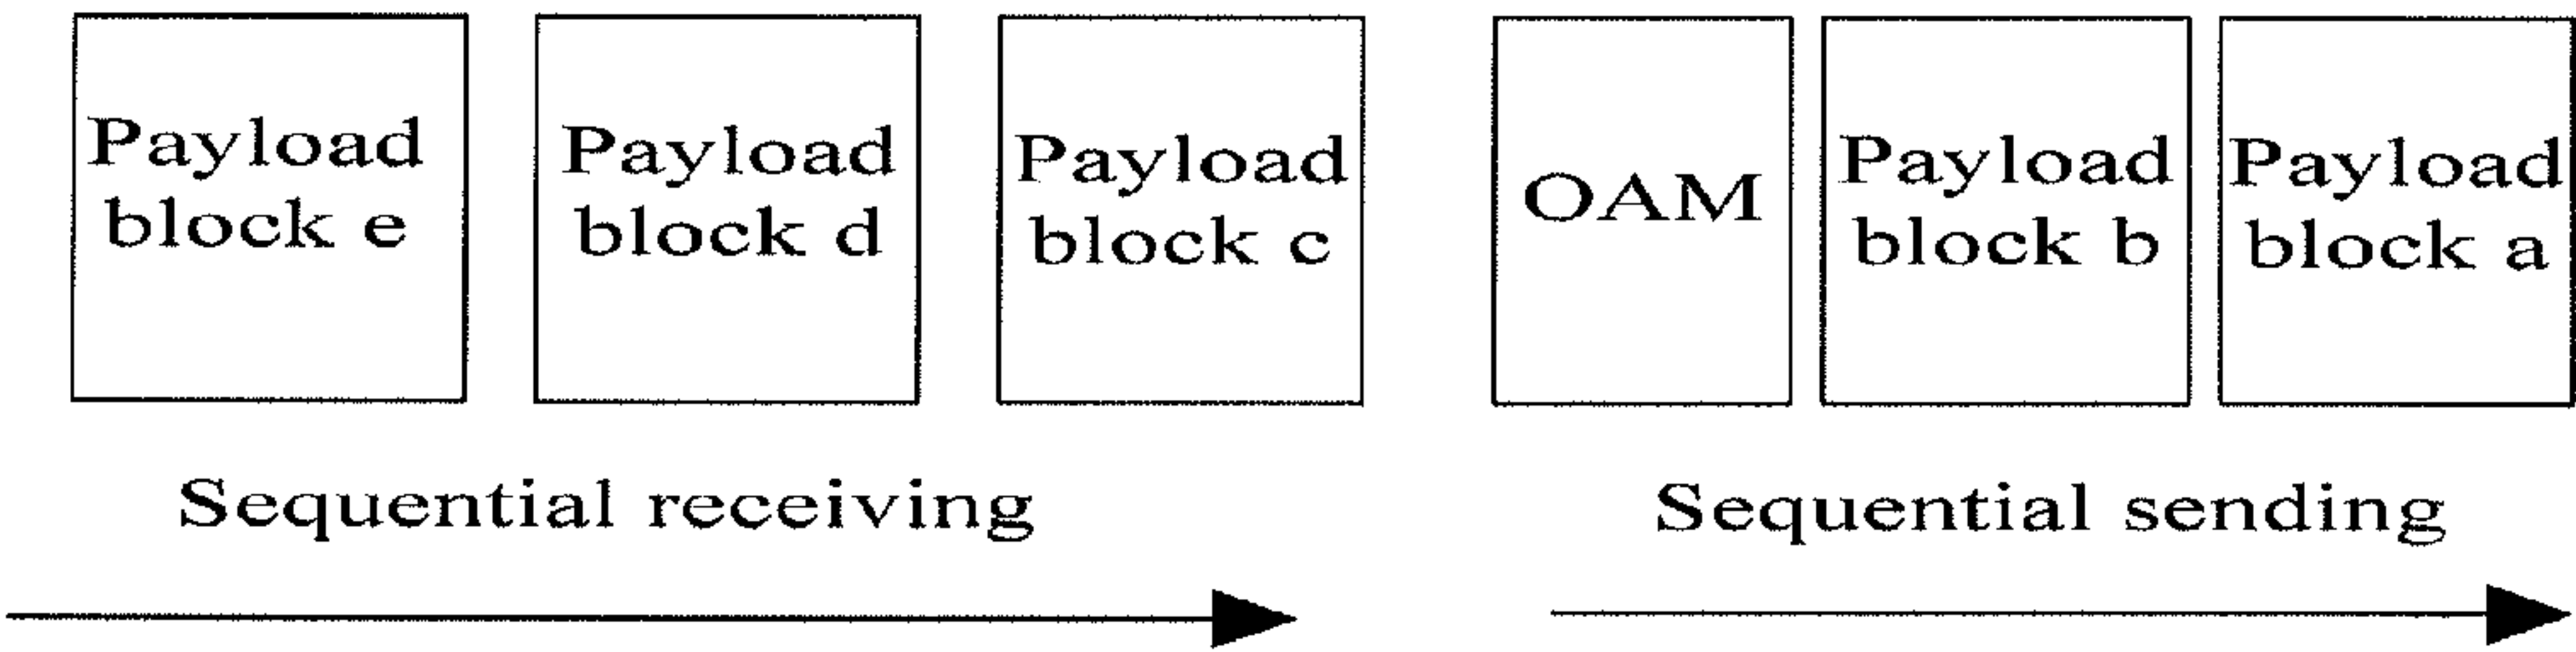 Payload
block e
Payload
block d
Payload
block c
OAM
Payload
block b
Payload
block a
Sequential receiving
Sequential sending